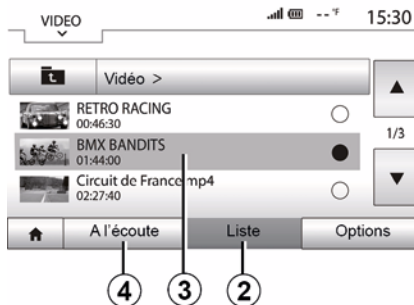 VIDEO
--°F 15:30
Vidéo >
RETRO RACING
00:46:30
BMX BANDITS
01:44:00
1/3
Circuit de France mp4
02:27:40
A l'écoute Liste Options
4 3 2